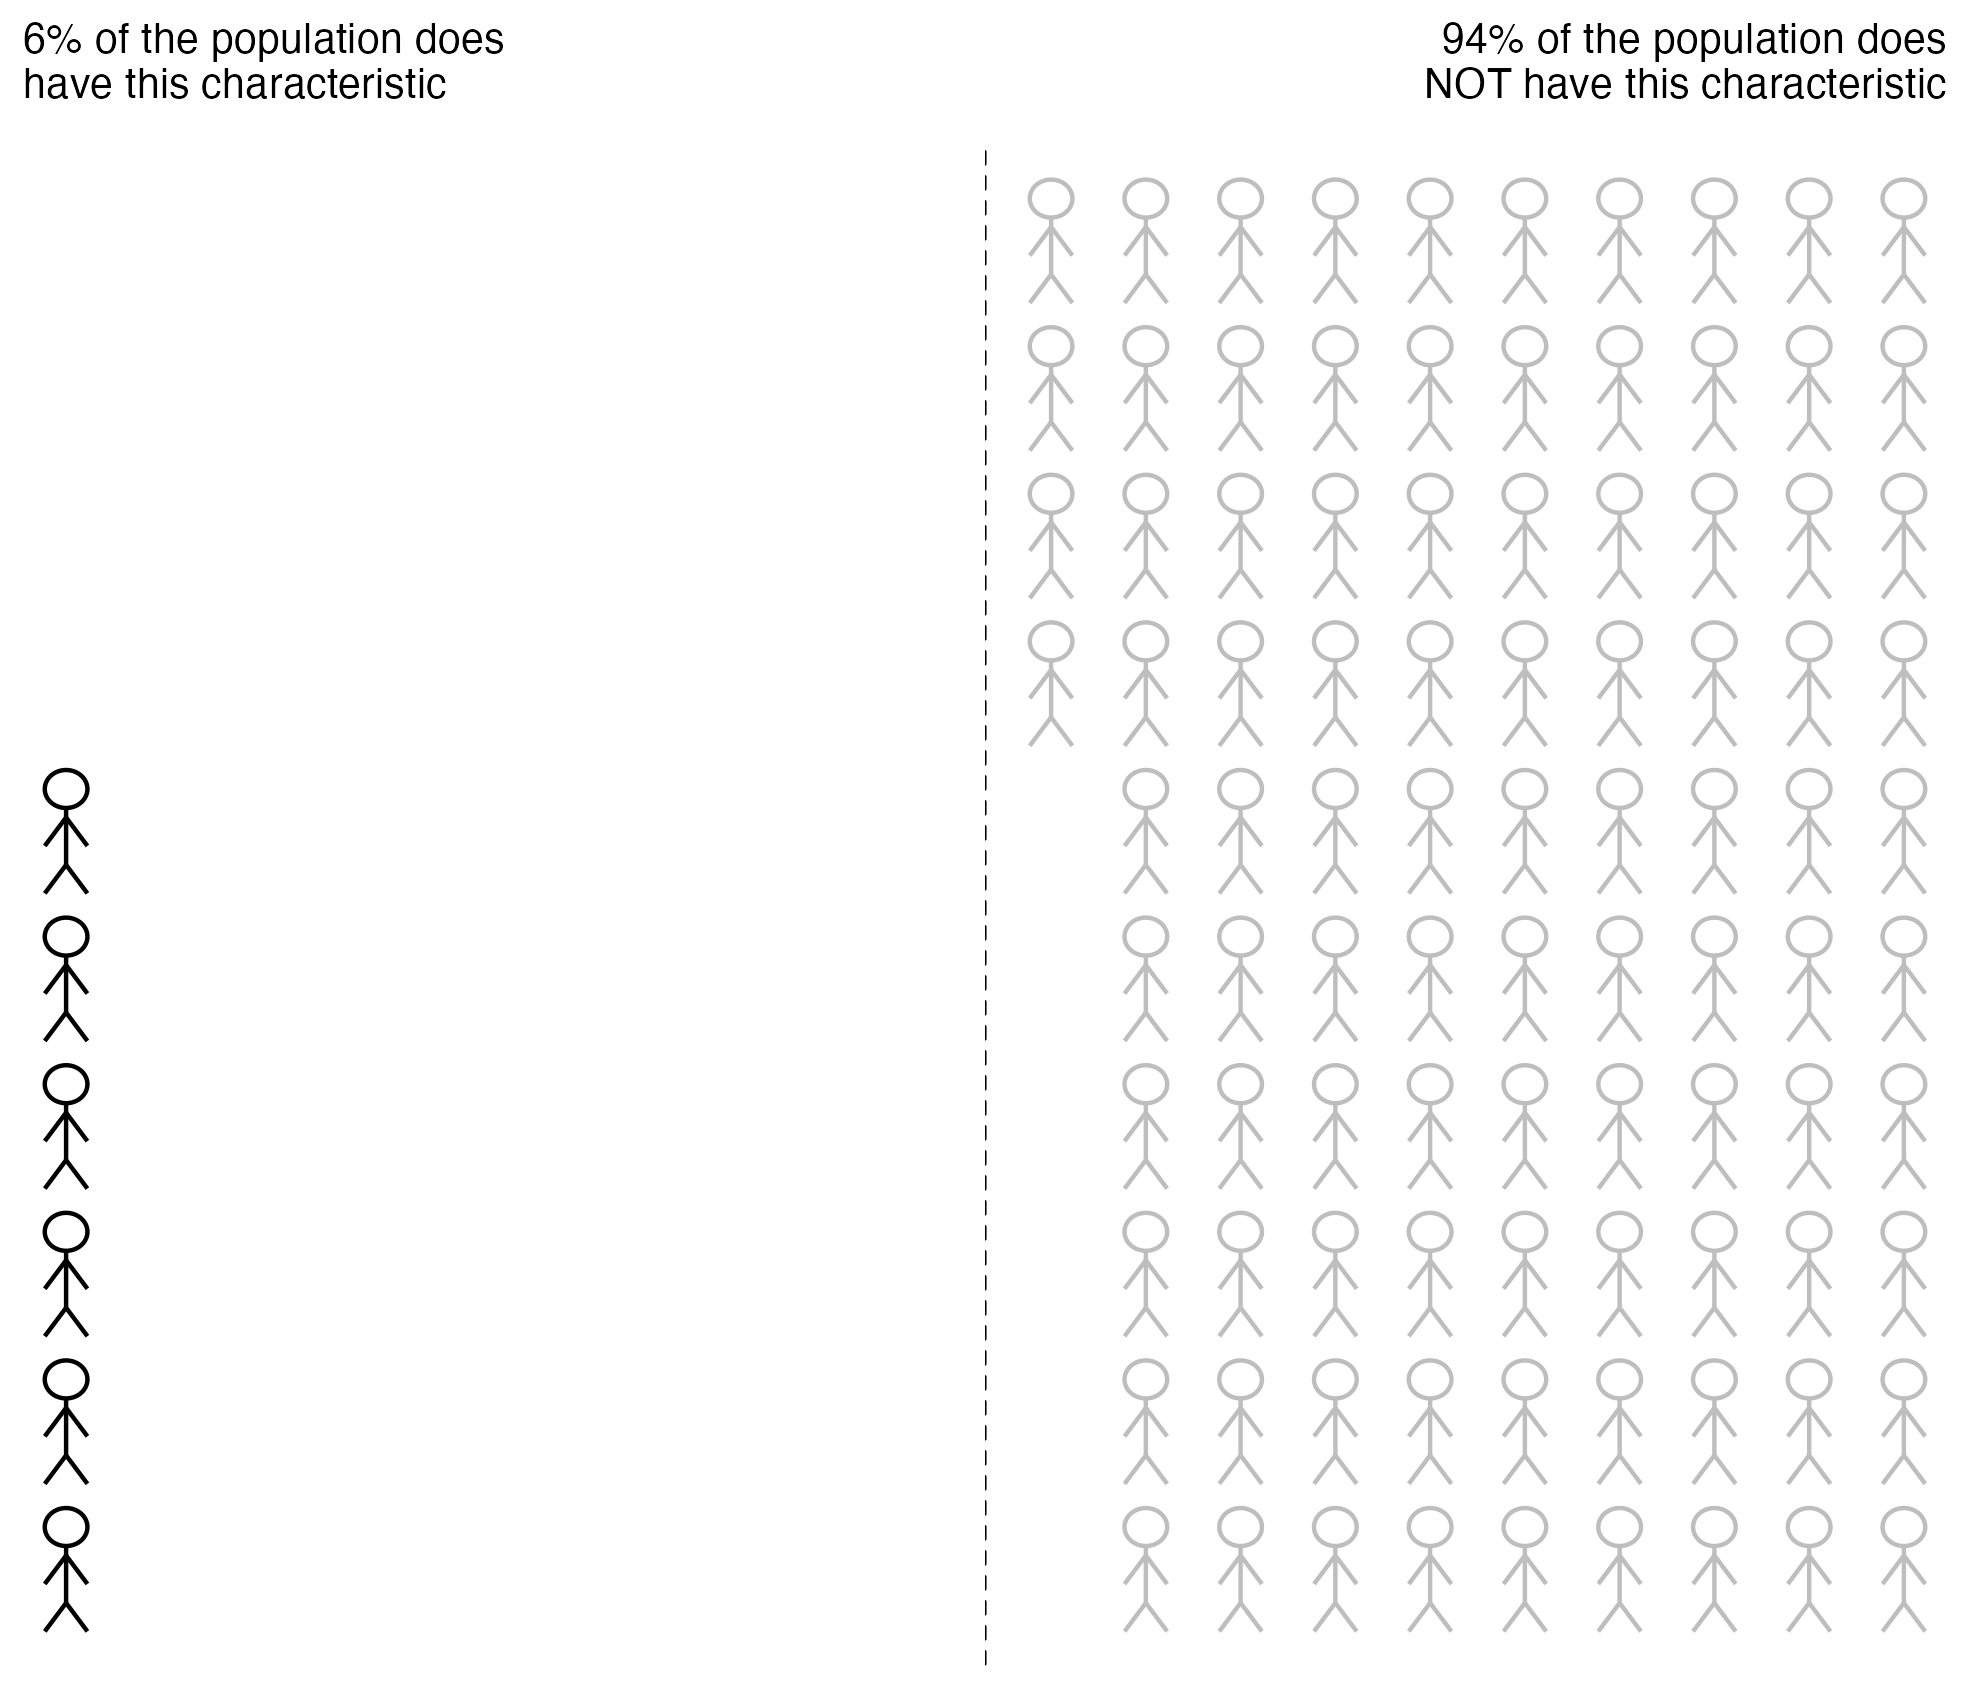 6% of the population does
have this characteristic
94% of the population does
NOT have this characteristic